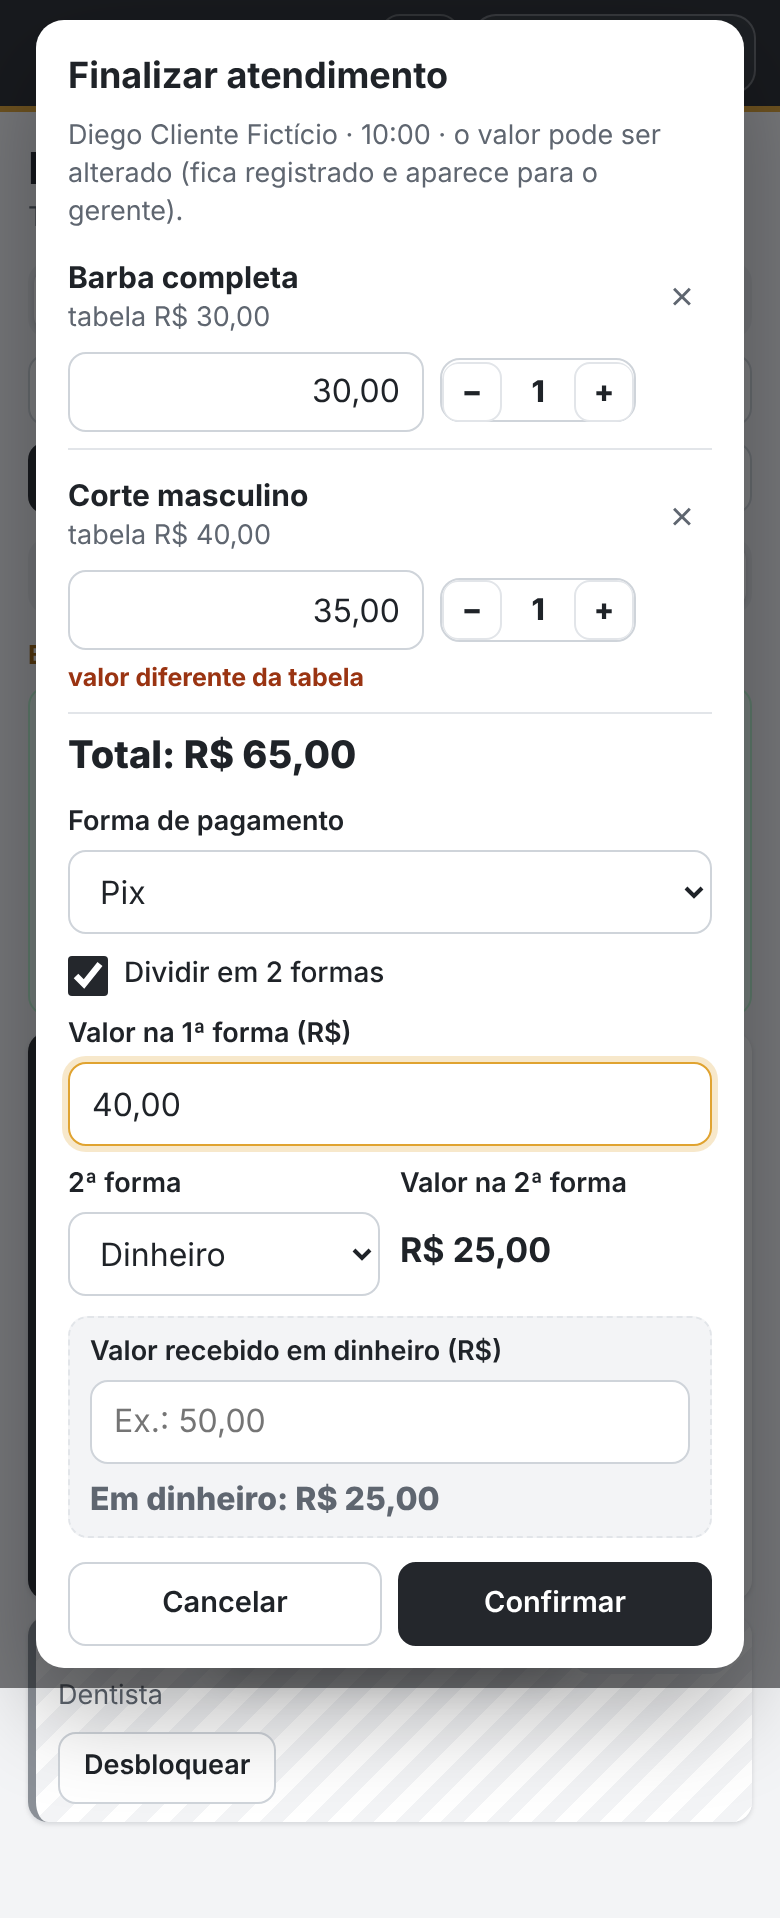 Finalizar atendimento
Diego Cliente Fictício · 10:00 · o valor pode ser
alterado (fica registrado e aparece para o
gerente).
Barba completa
tabela R$ 30,00
×
30,00
− 1 +
Corte masculino
tabela R$ 40,00
×
35,00
− 1 +
valor diferente da tabela
Total: R$ 65,00
Forma de pagamento
Pix
Dividir em 2 formas
Valor na 1ª forma (R$)
40,00
2ª forma
Valor na 2ª forma
Dinheiro
R$ 25,00
Valor recebido em dinheiro (R$)
Ex.: 50,00
Em dinheiro: R$ 25,00
Cancelar
Confirmar
Dentista
Desbloquear